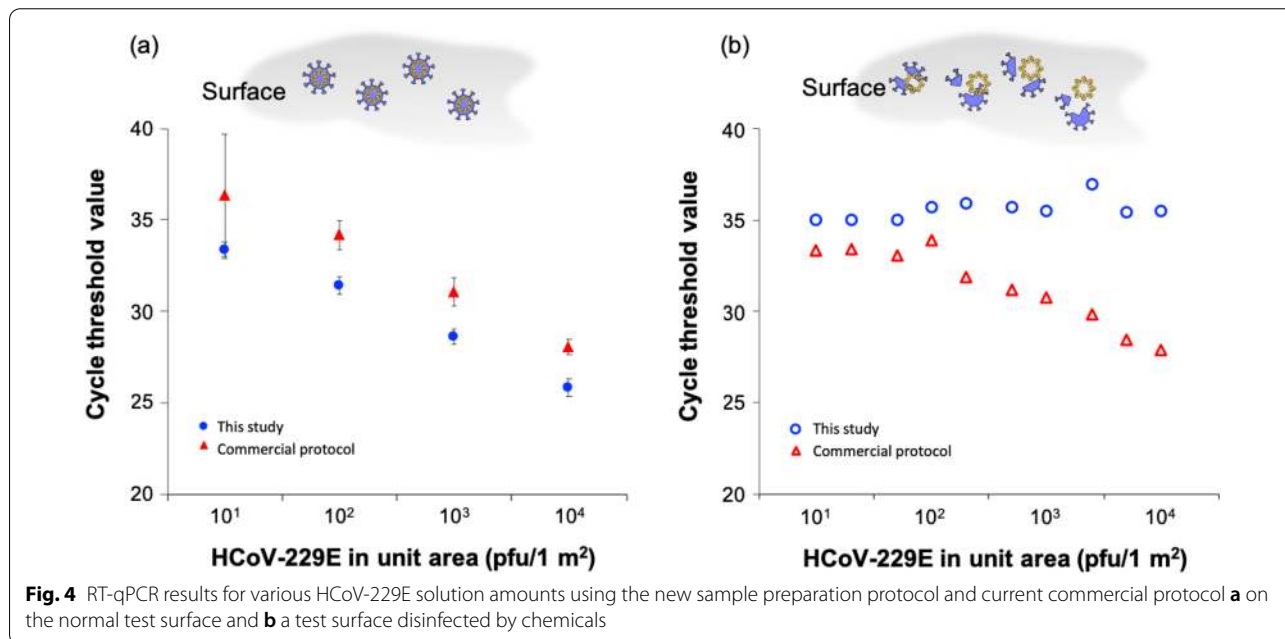 (a)
Surface
40
35
30
25
20
Cycle threshold value
This study
Commercial protocol
10¹ 10² 10³ 10⁴
HCoV-229E in unit area (pfu/1 m²)
(b)
Surface
40
35
30
25
20
Cycle threshold value
This study
Commercial protocol
10¹ 10² 10³ 10⁴
HCoV-229E in unit area (pfu/1 m²)
Fig. 4 RT-qPCR results for various HCoV-229E solution amounts using the new sample preparation protocol and current commercial protocol a on
the normal test surface and b a test surface disinfected by chemicals